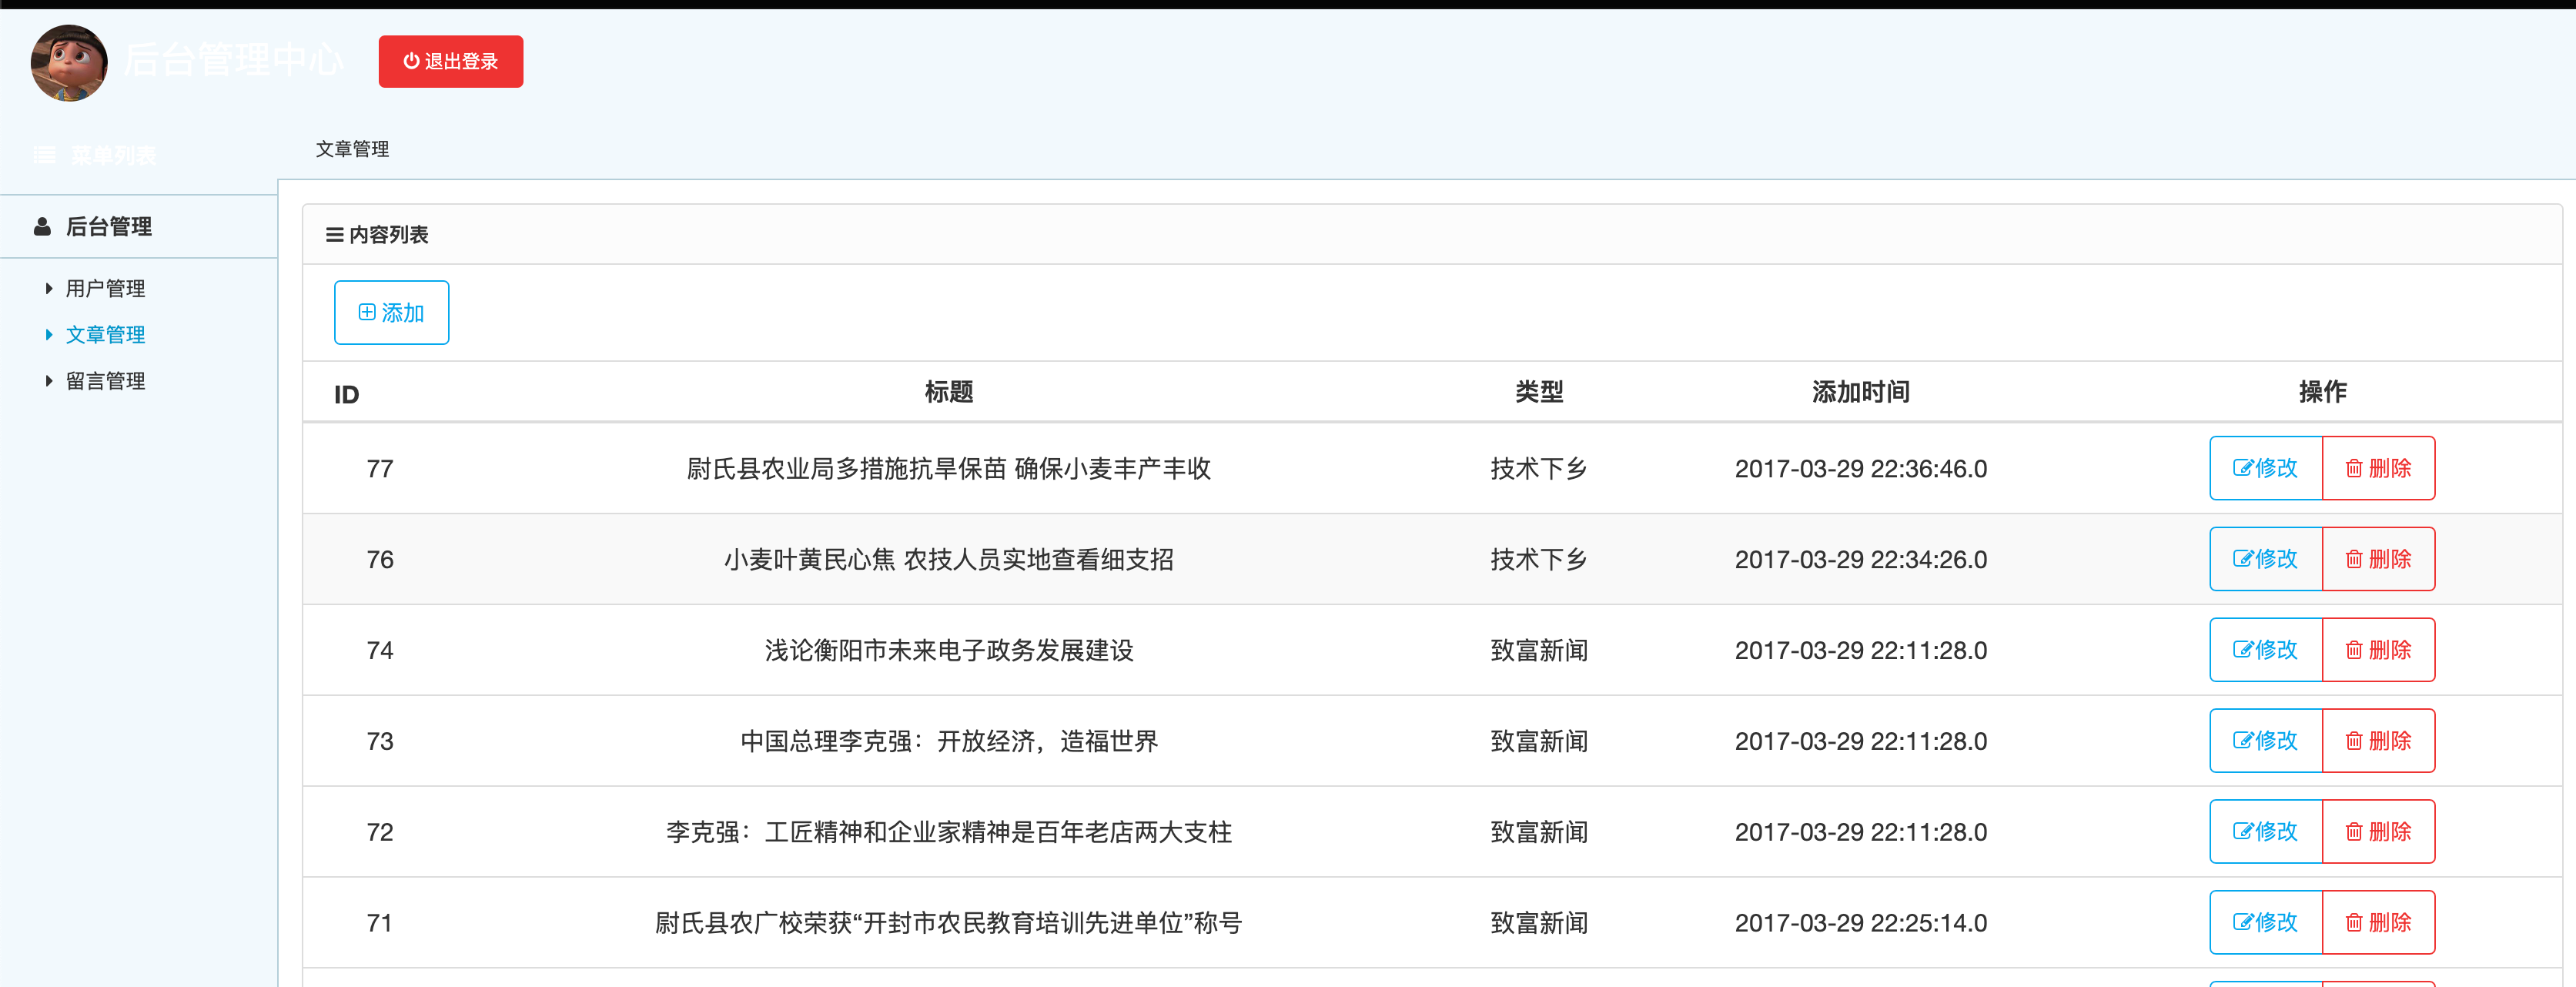 后台管理中心 退出登录
菜单列表
文章管理
后台管理
用户管理
文章管理
留言管理
内容列表
添加
ID 标题 类型 添加时间 操作
77 尉氏县农业局多措施抗旱保苗 确保小麦丰产丰收 技术下乡 2017-03-29 22:36:46.0 修改 删除
76 小麦叶黄民心焦 农技人员实地查看细支招 技术下乡 2017-03-29 22:34:26.0 修改 删除
74 浅论衡阳市未来电子政务发展建设 致富新闻 2017-03-29 22:11:28.0 修改 删除
73 中国总理李克强：开放经济，造福世界 致富新闻 2017-03-29 22:11:28.0 修改 删除
72 李克强：工匠精神和企业家精神是百年老店两大支柱 致富新闻 2017-03-29 22:11:28.0 修改 删除
71 尉氏县农广校荣获“开封市农民教育培训先进单位”称号 致富新闻 2017-03-29 22:25:14.0 修改 删除